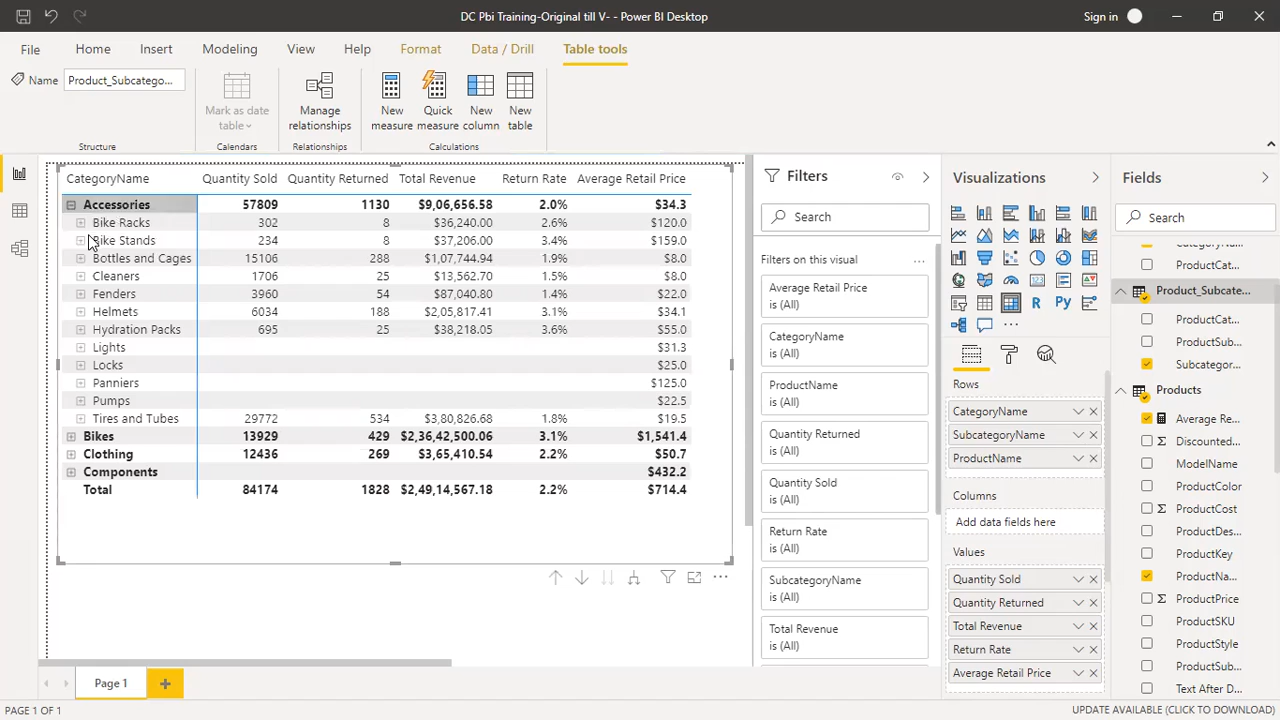 DC Pbi Training-Original till V- - Power BI Desktop
Sign in
File Home Insert Modeling View Help Format Data / Drill Table tools
Name Product_Subcatego...
Mark as date table
New measure
Quick measure
New column
New table
Manage relationships
Structure Calendars Relationships Calculations
CategoryName Quantity Sold Quantity Returned Total Revenue Return Rate Average Retail Price
Accessories 57809 1130 $9,06,656.58 2.0% $34.3
Bike Racks 302 8 $36,240.00 2.6% $120.0
Bike Stands 234 8 $37,206.00 3.4% $159.0
Bottles and Cages 15106 288 $1,07,744.94 1.9% $8.0
Cleaners 1706 25 $13,562.70 1.5% $8.0
Fenders 3960 54 $87,040.80 1.4% $22.0
Helmets 6034 188 $2,05,817.41 3.1% $34.1
Hydration Packs 695 25 $38,218.05 3.6% $55.0
Lights $31.3
Locks $25.0
Panniers $125.0
Pumps $22.5
Tires and Tubes 29772 534 $3,80,826.68 1.8% $19.5
Bikes 13929 429 $2,36,42,500.06 3.1% $1,541.4
Clothing 12436 269 $3,65,410.54 2.2% $50.7
Components $432.2
Total 84174 1828 $2,49,14,567.18 2.2% $714.4
Filters
Search
Filters on this visual ...
Average Retail Price
is (All)
CategoryName
is (All)
ProductName
is (All)
Quantity Returned
is (All)
Quantity Sold
is (All)
Return Rate
is (All)
SubcategoryName
is (All)
Total Revenue
is (All)
Visualizations
R Py
...
Rows
CategoryName
SubcategoryName
ProductName
Columns
Add data fields here
Values
Quantity Sold
Quantity Returned
Total Revenue
Return Rate
Average Retail Price
Fields
Search
ProductCat...
Product_Subcate...
ProductCat...
ProductSub...
Subcategor...
Products
Average Re...
Discounted...
ModelName
ProductColor
ProductCost
ProductDes...
ProductKey
ProductNa...
ProductPrice
ProductSKU
ProductStyle
ProductSub...
Text After D...
Page 1
PAGE 1 OF 1
UPDATE AVAILABLE (CLICK TO DOWNLOAD)